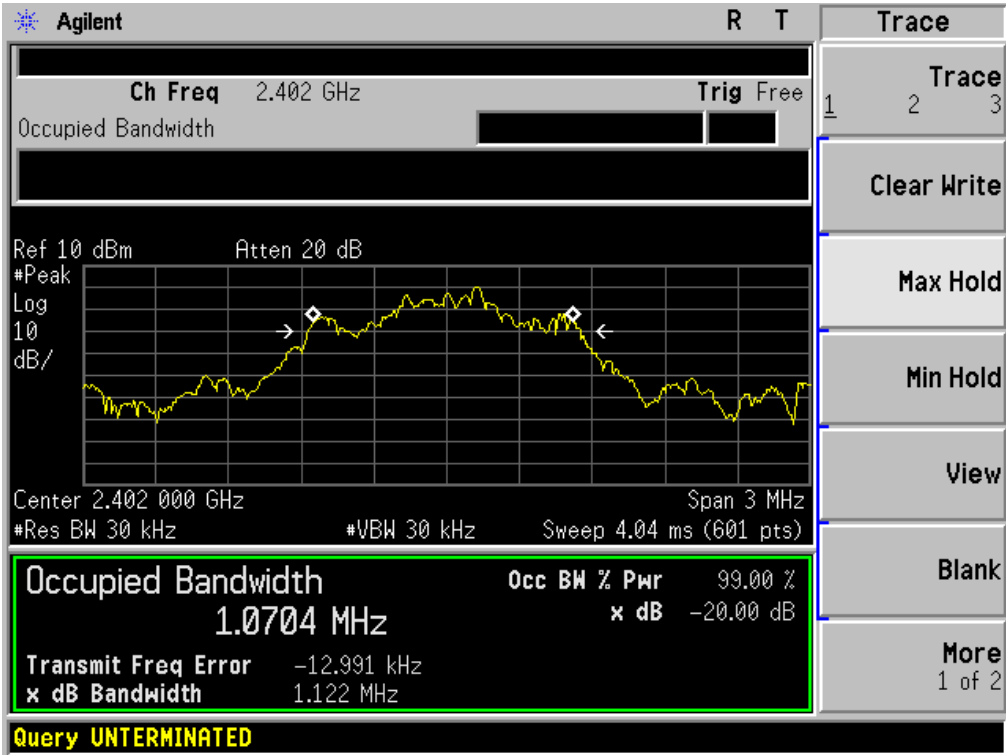 Agilent R T Trace
Ch Freq 2.402 GHz Trig Free
Occupied Bandwidth
Trace
1 2 3
Clear Write
Max Hold
Min Hold
View
Blank
More
1 of 2
Ref 10 dBm Atten 20 dB
#Peak
Log
10
dB/
Center 2.402 000 GHz Span 3 MHz
#Res BW 30 kHz #VBW 30 kHz Sweep 4.04 ms (601 pts)
Occupied Bandwidth
1.0704 MHz
Occ BW % Pwr 99.00 %
x dB -20.00 dB
Transmit Freq Error -12.991 kHz
x dB Bandwidth 1.122 MHz
Query UNTERMINATED